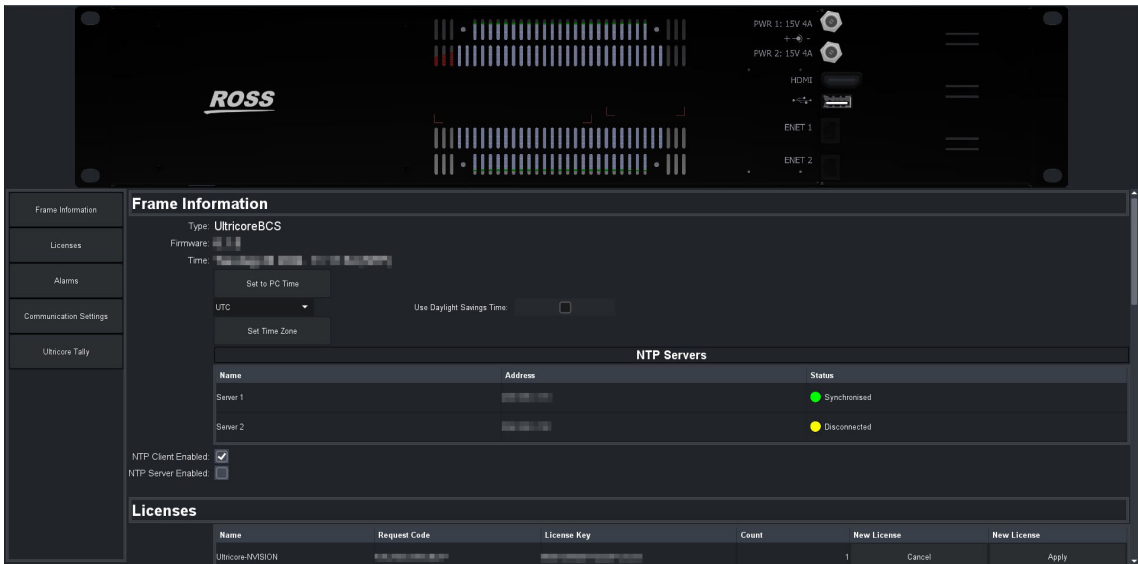 PWR 1: 15V 4A
PWR 2: 15V 4A
HDMI
ROSS
ENET 1
ENET 2
Frame Information
Licenses
Alarms
Communication Settings
Ultricore Tally
Frame Information
Type: UltricoreBCS
Firmware:
Time:
Set to PC Time
UTC
Use Daylight Savings Time:
Set Time Zone
NTP Servers
Name Address Status
Server 1 Synchronised
Server 2 Disconnected
NTP Client Enabled:
NTP Server Enabled:
Licenses
Name Request Code License Key Count New License New License
Ultricore-NVISION 1 Cancel Apply